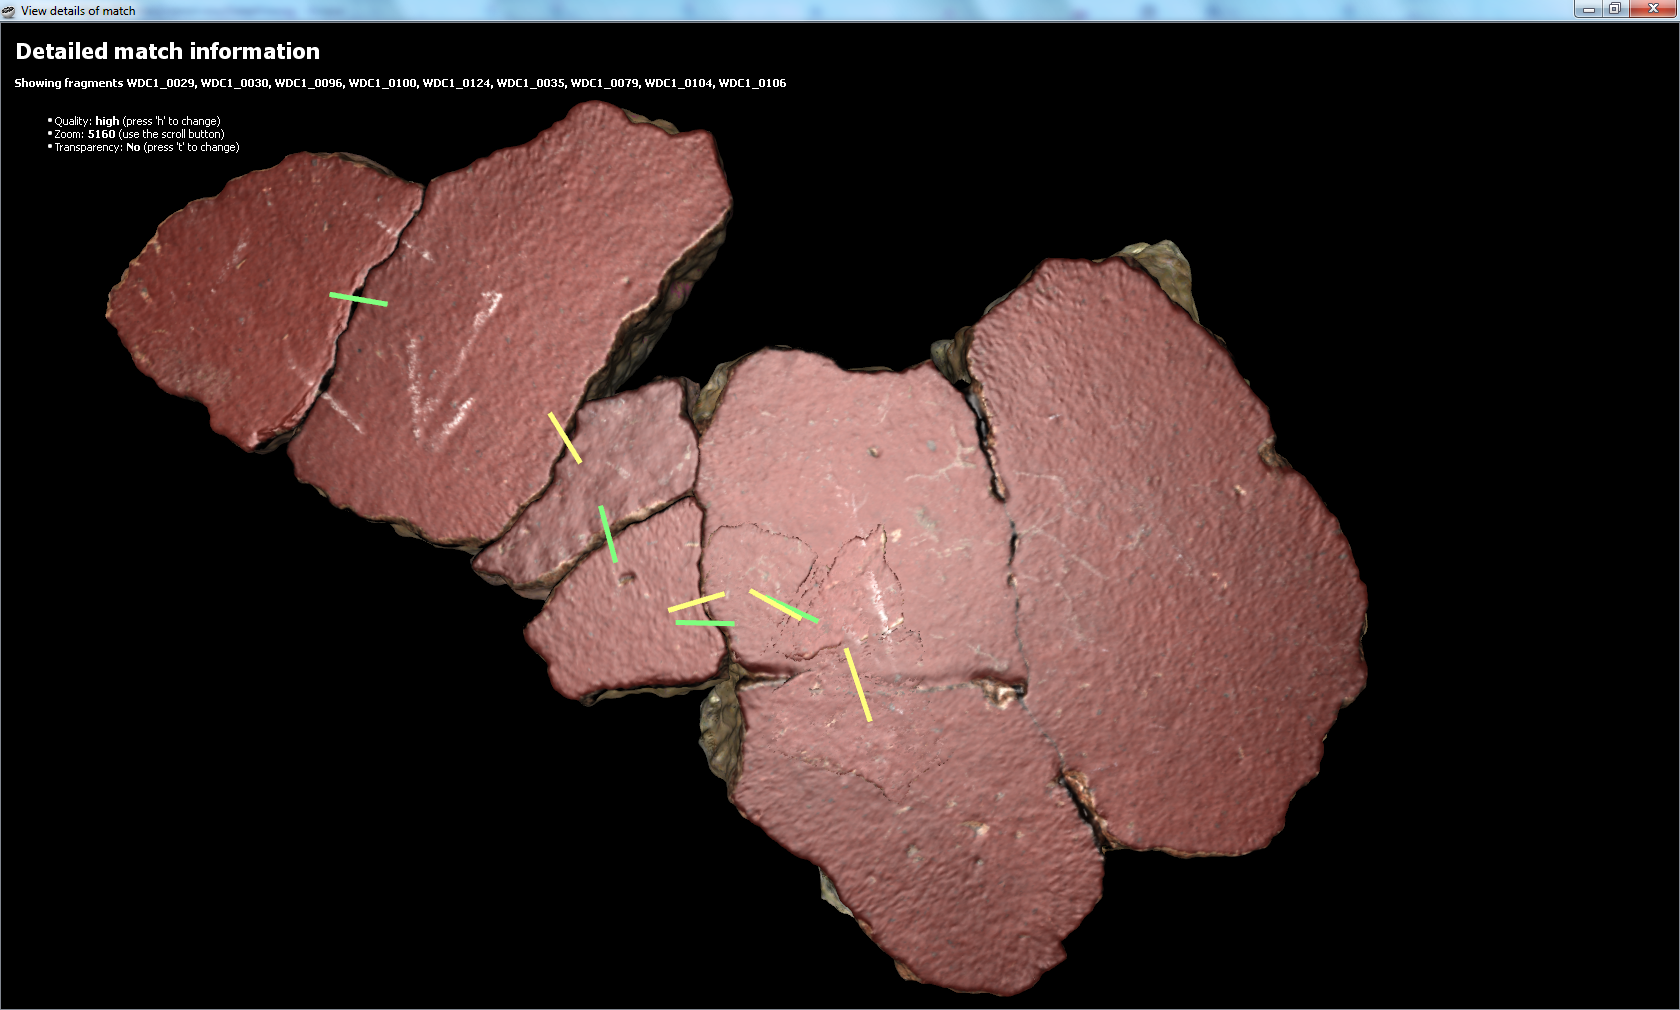 View details of match
Detailed match information
Showing fragments WDC1_0029, WDC1_0030, WDC1_0096, WDC1_0100, WDC1_0124, WDC1_0035, WDC1_0079, WDC1_0104, WDC1_0106
• Quality: high (press 'h' to change)
• Zoom: 5160 (use the scroll button)
• Transparency: No (press 't' to change)